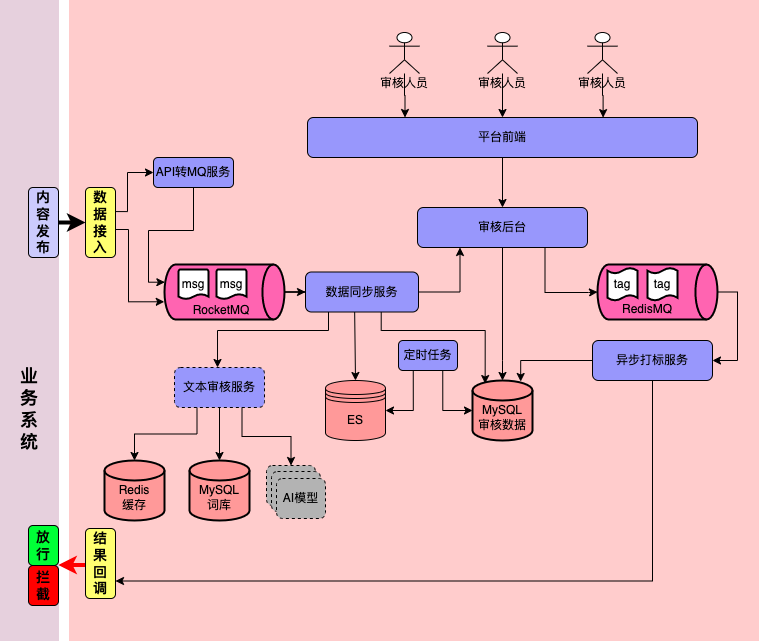 审核人员
审核人员
审核人员
平台前端
API转MQ服务
内容发布
数据接入
审核后台
msg
msg
RocketMQ
数据同步服务
tag
tag
RedisMQ
定时任务
异步打标服务
业务系统
文本审核服务
ES
MySQL
审核数据
Redis
缓存
MySQL
词库
AI模型
放行
拦截
结果回调